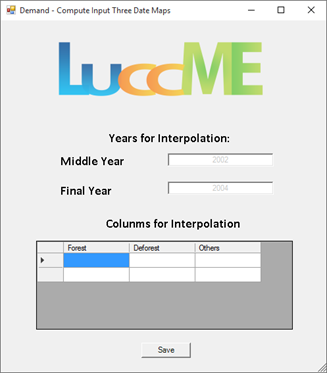 Demand - Compute Input Three Date Maps
LuccME
Years for Interpolation:
Middle Year 2002
Final Year 2004
Colunms for Interpolation
Forest Deforest Others
Save